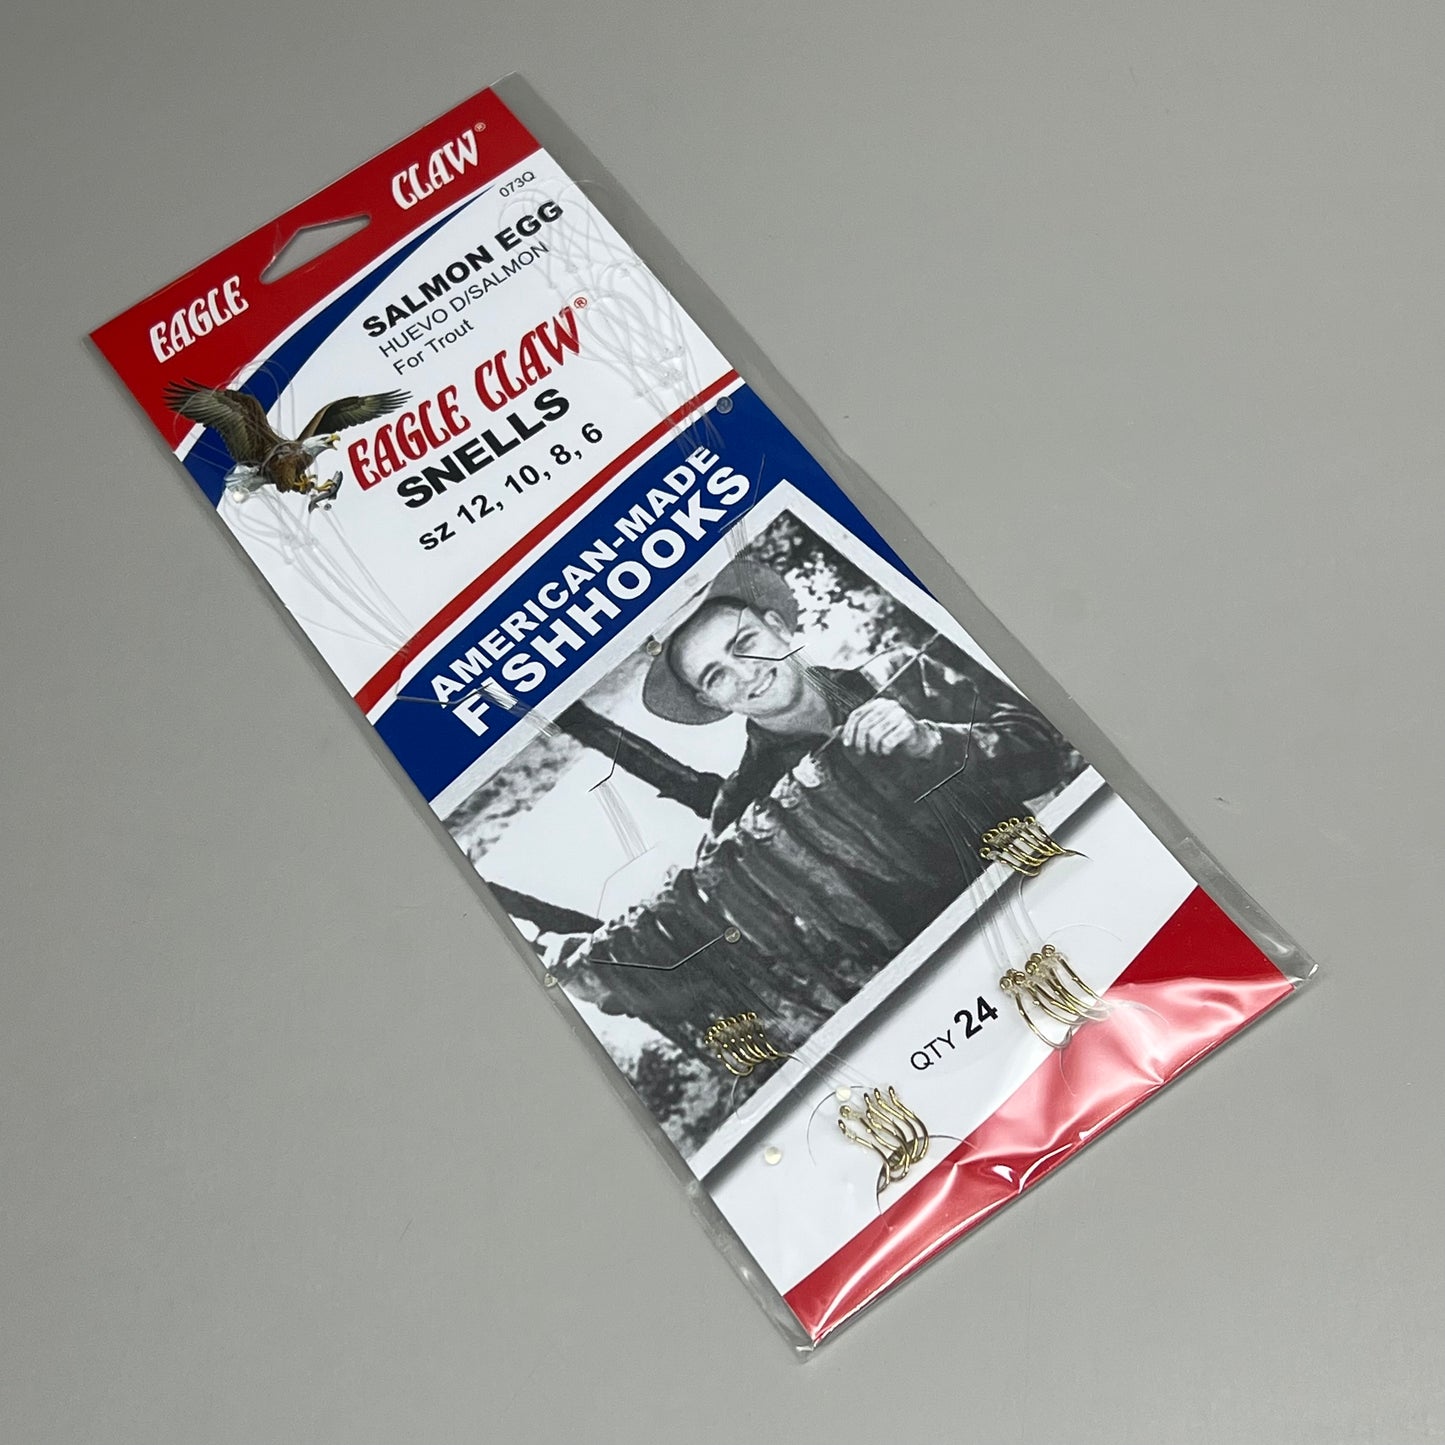 EAGLE CLAW®
073Q
SALMON EGG
HUEVO D/SALMON
For Trout
EAGLE CLAW®
SNELLS
sz 12, 10, 8, 6
AMERICAN-MADE
FISHHOOKS
QTY 24